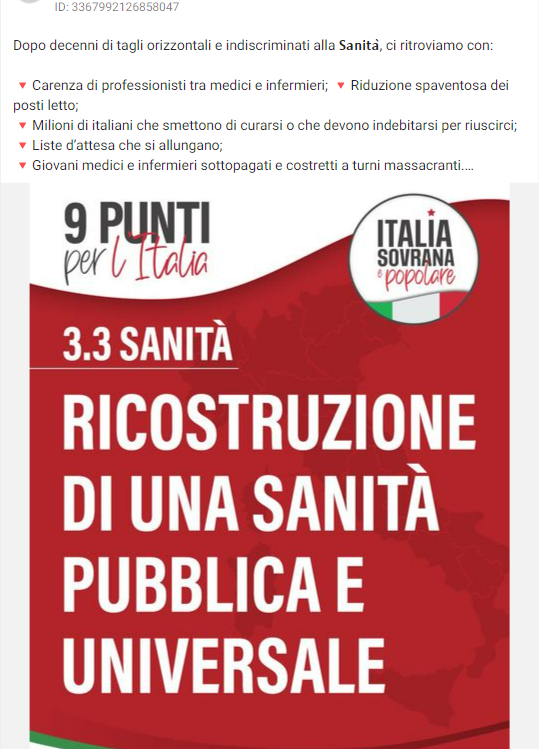 ID: 3367992126858047
Dopo decenni di tagli orizzontali e indiscriminati alla Sanità, ci ritroviamo con:
🔻 Carenza di professionisti tra medici e infermieri; 🔻 Riduzione spaventosa dei
posti letto;
🔻 Milioni di italiani che smettono di curarsi o che devono indebitarsi per riuscirci;
🔻 Liste d’attesa che si allungano;
🔻 Giovani medici e infermieri sottopagati e costretti a turni massacranti....
9 PUNTI
per l'Italia
ITALIA
SOVRANA
e popolare
3.3 SANITÀ
RICOSTRUZIONE
DI UNA SANITÀ
PUBBLICA E
UNIVERSALE